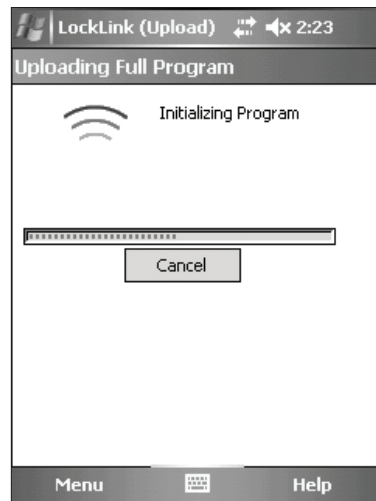 LockLink (Upload) 2:23
Uploading Full Program
Initializing Program
Cancel
Menu Help